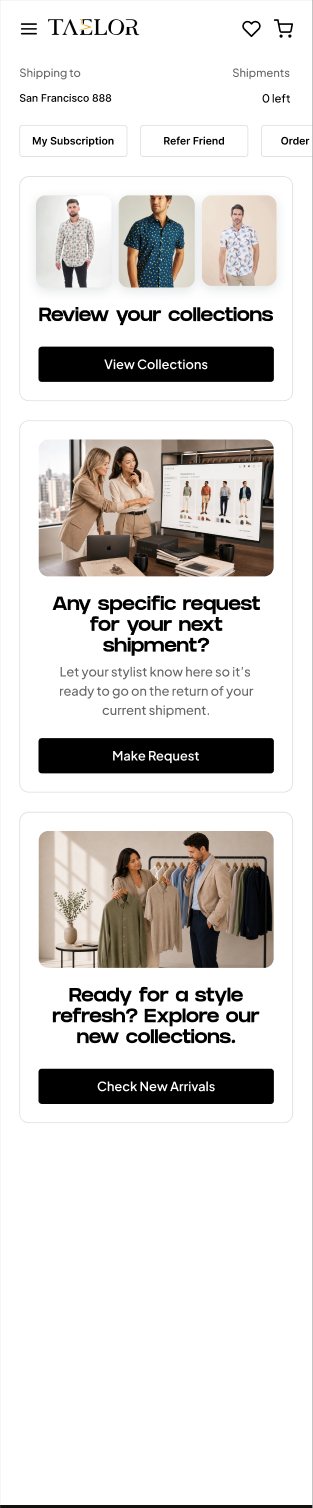 TAELOR
Shipping to Shipments
San Francisco 888 0 left
My Subscription Refer Friend Order
Review your collections
View Collections
Any specific request
for your next
shipment?
Let your stylist know here so it's
ready to go on the return of your
current shipment.
Make Request
Ready for a style
refresh? Explore our
new collections.
Check New Arrivals